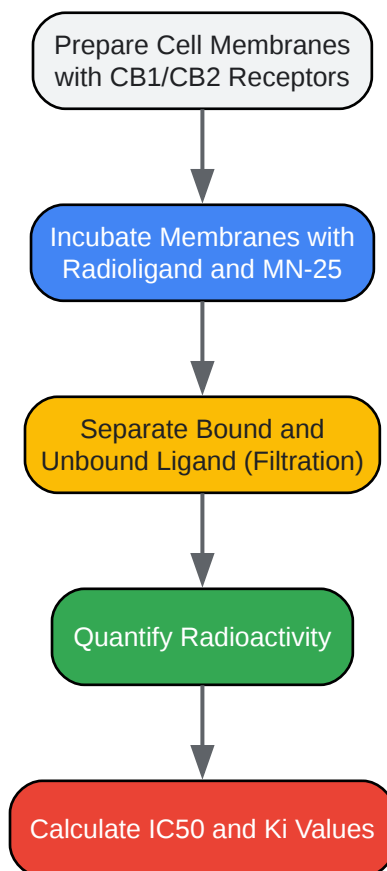 Prepare Cell Membranes
with CB1/CB2 Receptors
Incubate Membranes with
Radioligand and MN-25
Separate Bound and
Unbound Ligand (Filtration)
Quantify Radioactivity
Calculate IC50 and Ki Values